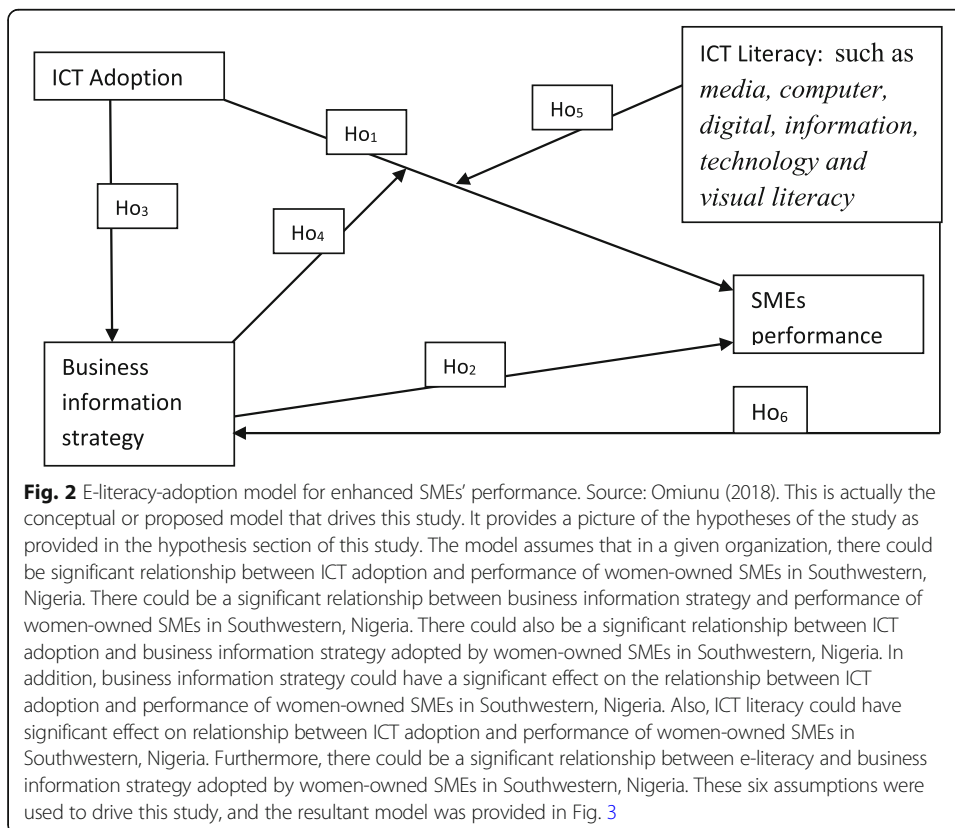 ICT Adoption
ICT Literacy: such as
media, computer,
digital, information,
technology and
visual literacy
Ho5
Ho1
Ho3
Ho4
SMEs
performance
Business
information
strategy
Ho2
Ho6
Fig. 2 E-literacy-adoption model for enhanced SMEs' performance. Source: Omiunu (2018). This is actually the
conceptual or proposed model that drives this study. It provides a picture of the hypotheses of the study as
provided in the hypothesis section of this study. The model assumes that in a given organization, there could
be significant relationship between ICT adoption and performance of women-owned SMEs in Southwestern,
Nigeria. There could be a significant relationship between business information strategy and performance of
women-owned SMEs in Southwestern, Nigeria. There could also be a significant relationship between ICT
adoption and business information strategy adopted by women-owned SMEs in Southwestern, Nigeria. In
addition, business information strategy could have a significant effect on the relationship between ICT
adoption and performance of women-owned SMEs in Southwestern, Nigeria. Also, ICT literacy could have
significant effect on relationship between ICT adoption and performance of women-owned SMEs in
Southwestern, Nigeria. Furthermore, there could be a significant relationship between e-literacy and business
information strategy adopted by women-owned SMEs in Southwestern, Nigeria. These six assumptions were
used to drive this study, and the resultant model was provided in Fig. 3